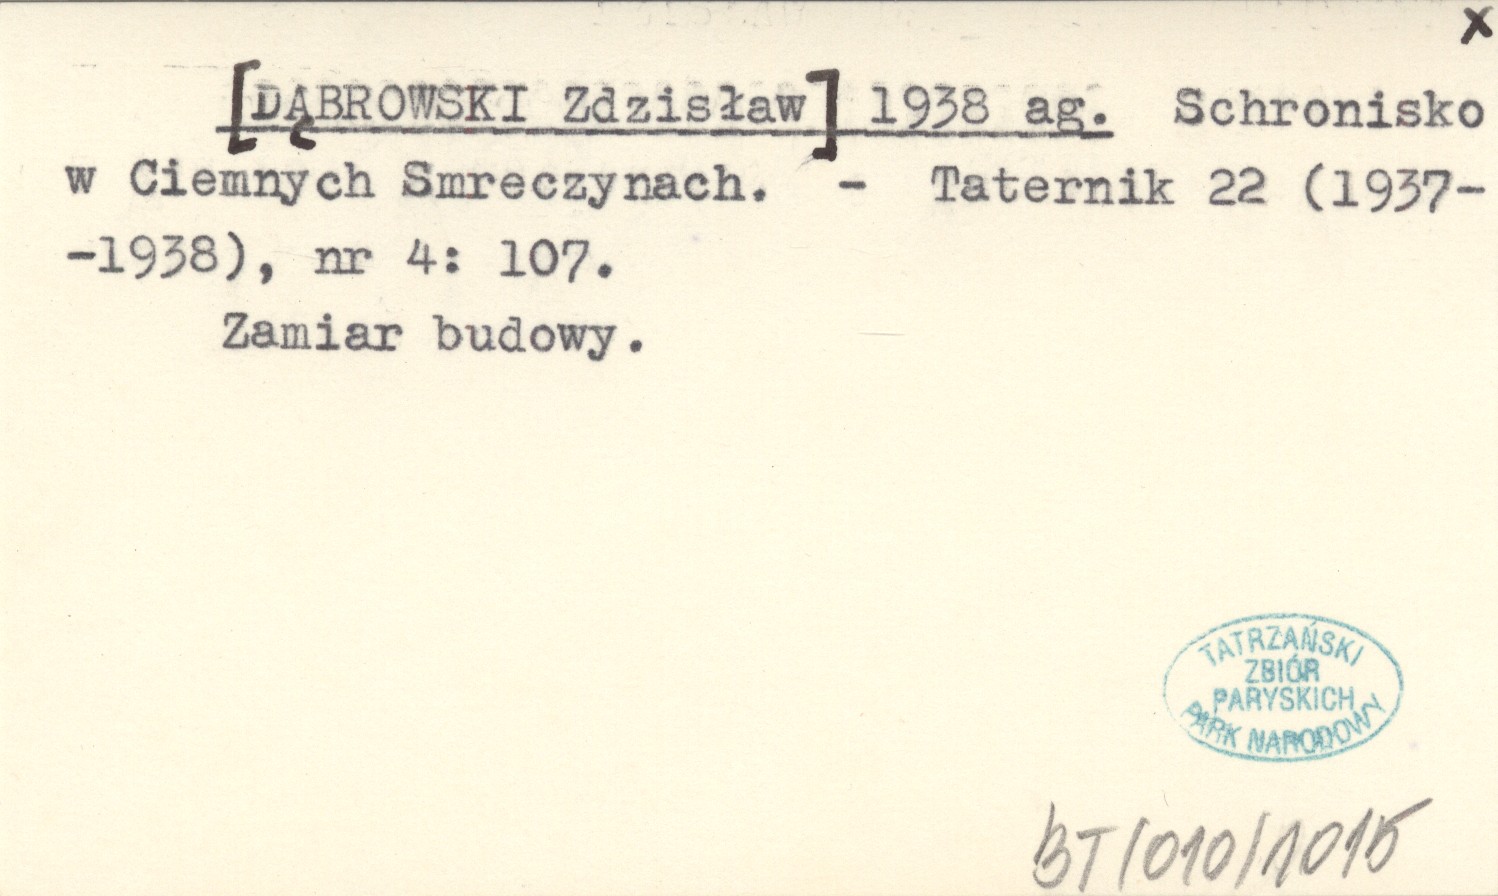 x
[DĄBROWSKI Zdzisław] 1938 ag. Schronisko
w Ciemnych Smreczynach. - Taternik 22 (1937-
-1938), nr 4: 107.
Zamiar budowy.
TATRZAŃSKI
ZBIÓR
PARYSKICH
PARK NARODOWY
BT/010/1015